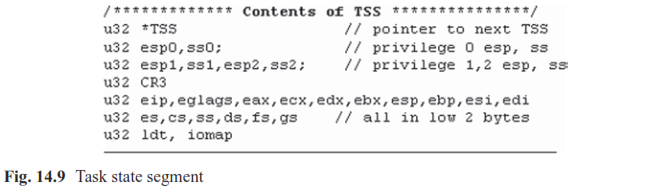 /************* Contents of TSS ***************/
u32 *TSS // pointer to next TSS
u32 esp0,ss0; // privilege 0 esp, ss
u32 esp1,ss1,esp2,ss2; // privilege 1,2 esp, ss
u32 CR3
u32 eip,eglags,eax,ecx,edx,ebx,esp,ebp,esi,edi
u32 es,cs,ss,ds,fs,gs // all in low 2 bytes
u32 ldt, iomap
Fig. 14.9 Task state segment